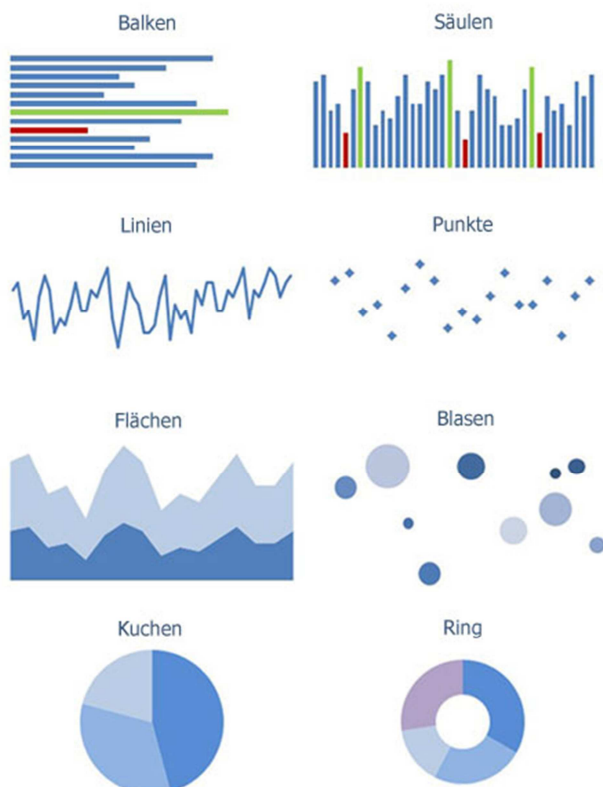 Balken
Säulen
Linien
Punkte
Flächen
Blasen
Kuchen
Ring